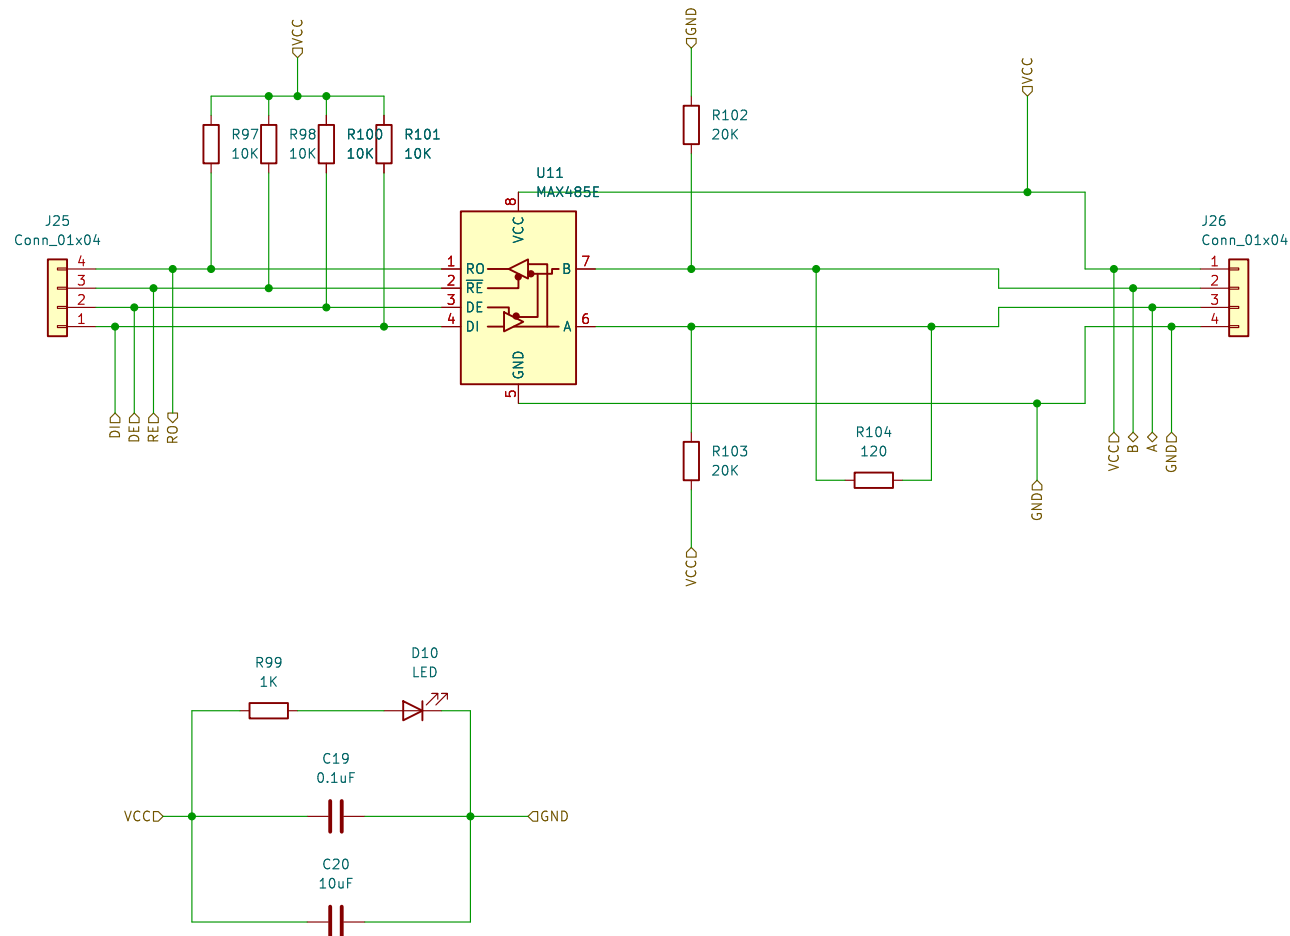 VCC
GND
VCC
R97
10K
R98
10K
R100
10K
R101
10K
R102
20K
U11
MAX485E
J25
Conn_01x04
4
3
2
1
8
VCC
1
RO
2
RE
3
DE
4
DI
7
B
6
A
GND
5
J26
Conn_01x04
1
2
3
4
DI
DE
RE
RO
R103
20K
VCC
R104
120
GND
VCC
B
A
GND
R99
1K
D10
LED
C19
0.1uF
VCC
GND
C20
10uF